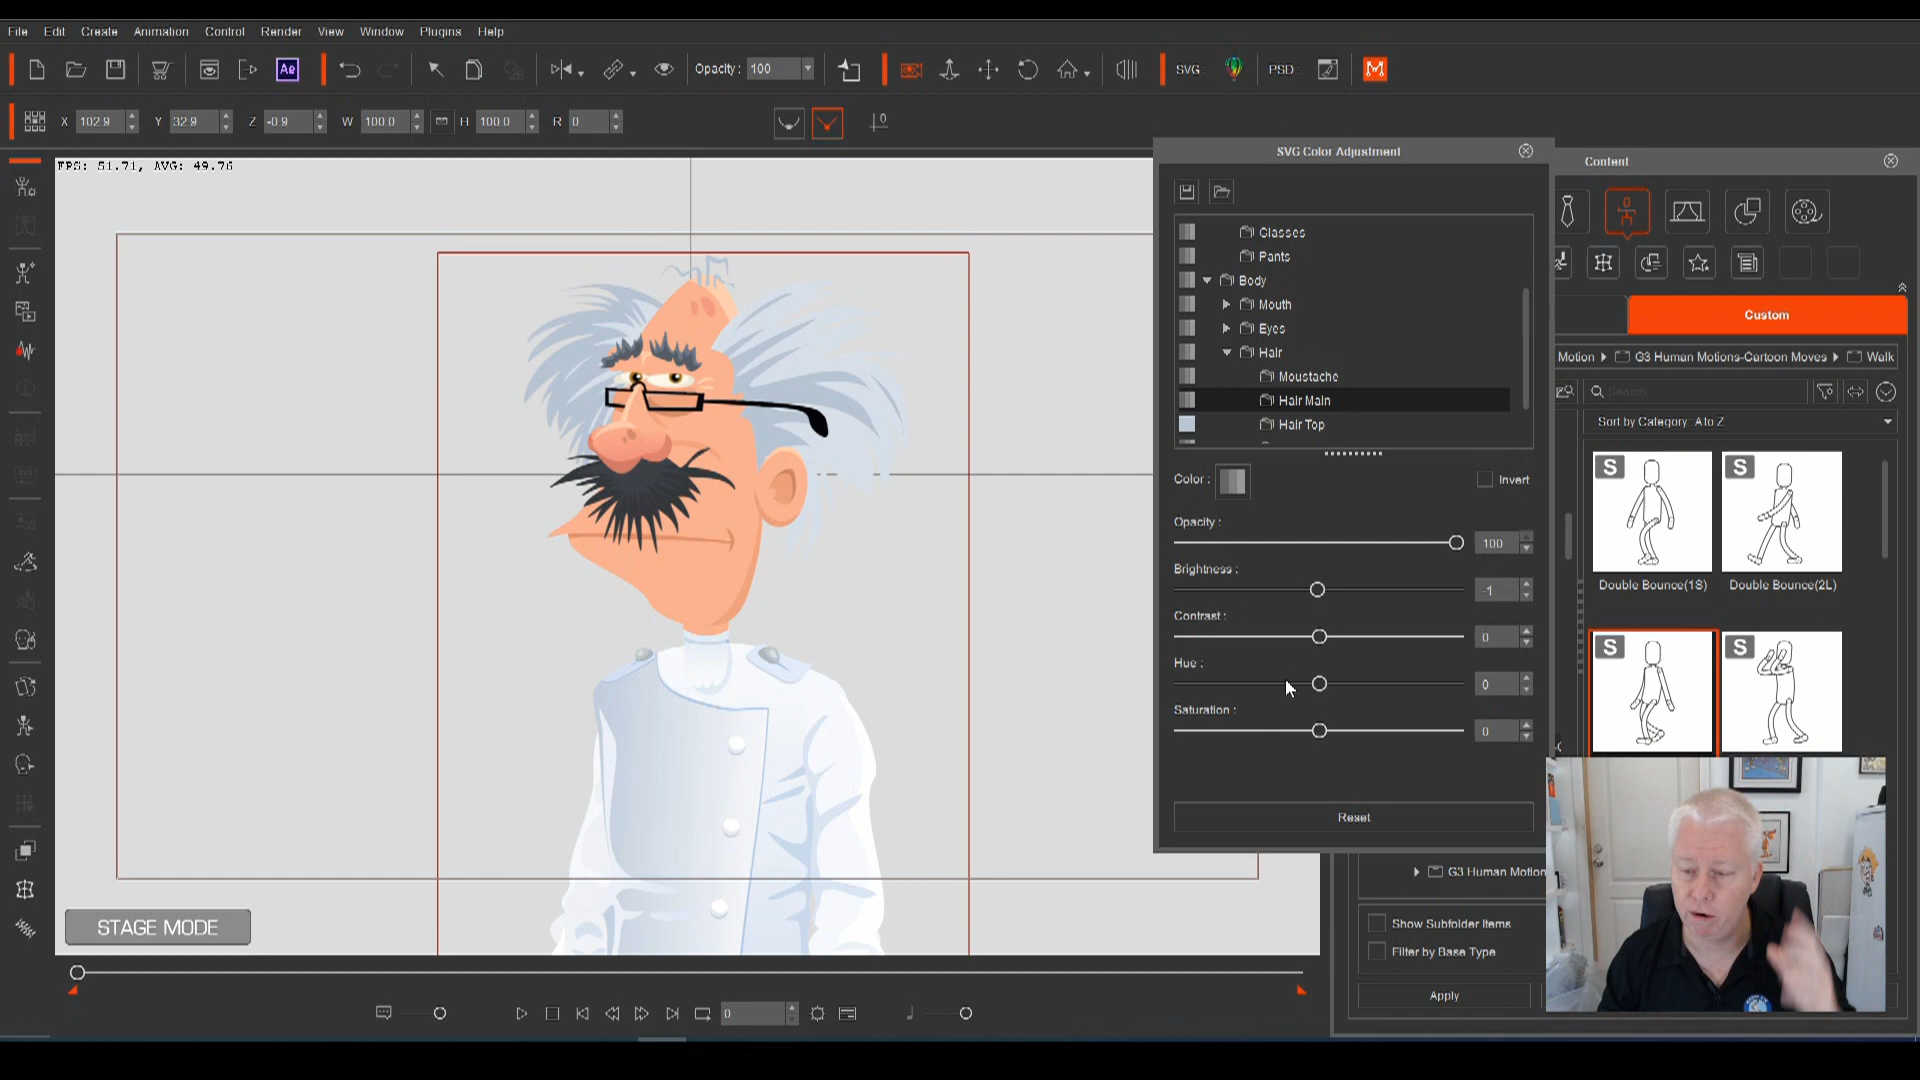 File Edit Create Animation Control Render View Window Plugins Help
Ae Opacity : 100 SVG PSD
X 102.9 Y 32.9 Z -0.9 W 100.0 H 100.0 R 0
FPS: 51.71, AVG: 49.76
SVG Color Adjustment
Content
Glasses
Pants
Body
Mouth
Eyes
Hair
Moustache
Hair Main
Hair Top
Color :
Invert
Opacity :
100
Brightness :
-1
Contrast :
0
Hue :
0
Saturation :
0
Reset
Custom
Motion G3 Human Motions-Cartoon Moves Walk
Search
Sort by Category : A to Z
S
S
Double Bounce(1S) Double Bounce(2L)
S
S
G3 Human Motion
Show Subfolder Items
Filter by Base Type
Apply
STAGE MODE
0